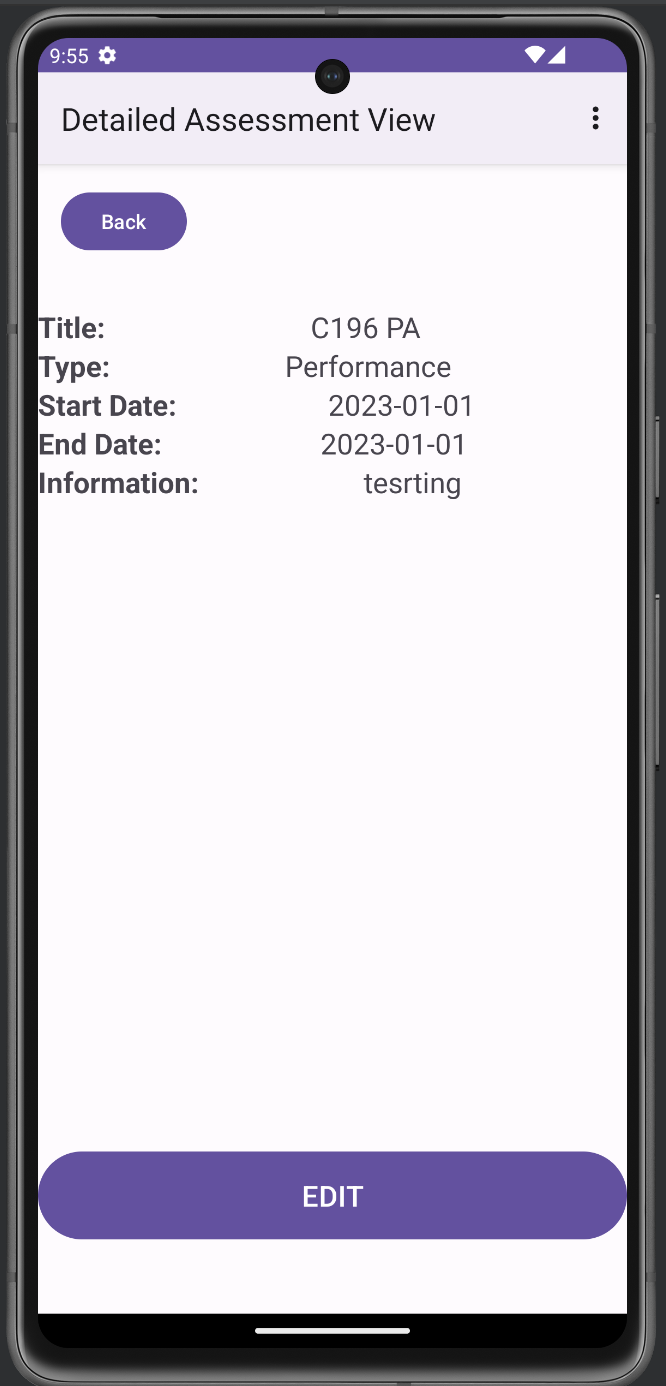 9:55
Detailed Assessment View
Back
Title: C196 PA
Type: Performance
Start Date: 2023-01-01
End Date: 2023-01-01
Information: tesrting
EDIT